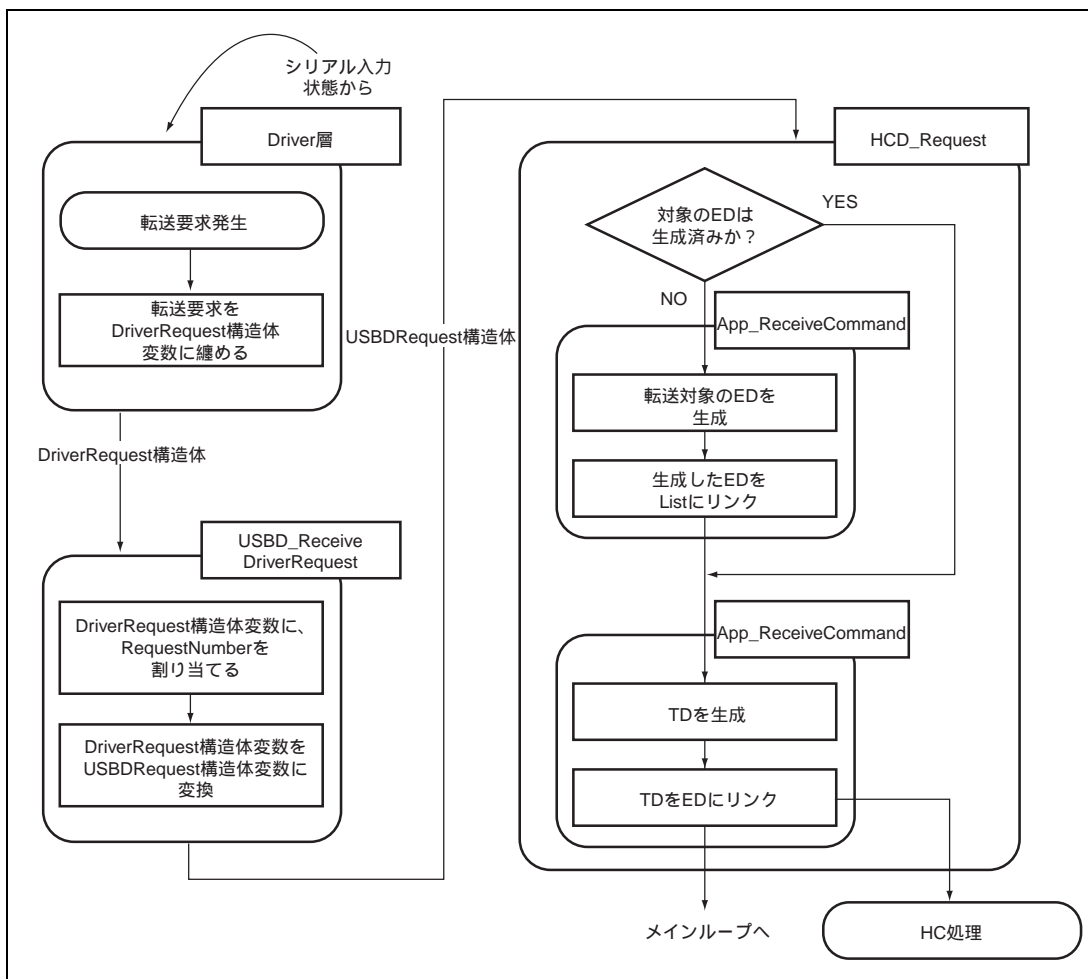 シリアル入力
状態から
Driver層
転送要求発生
転送要求を
DriverRequest構造体
変数に纏める
DriverRequest構造体
USBD_Receive
DriverRequest
DriverRequest構造体変数に、
RequestNumberを
割り当てる
DriverRequest構造体変数を
USBDRequest構造体変数に
変換
USBDRequest構造体
HCD_Request
対象のEDは
生成済みか？
YES
NO
App_ReceiveCommand
転送対象のEDを
生成
生成したEDを
Listにリンク
App_ReceiveCommand
TDを生成
TDをEDにリンク
メインループへ
HC処理